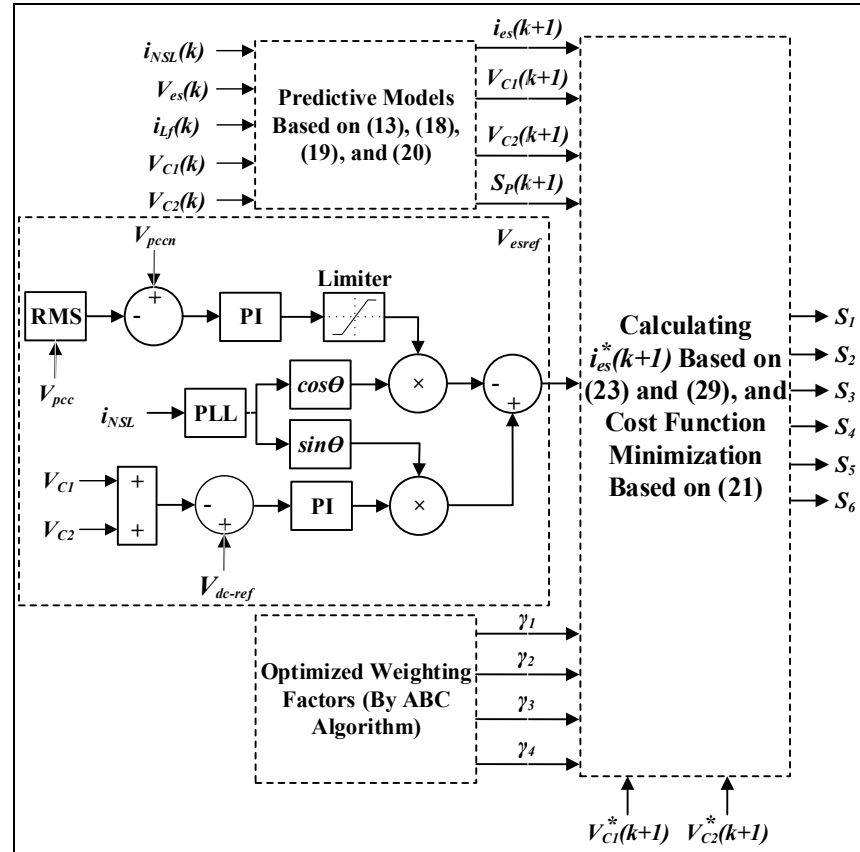 i_NSL(k)
V_es(k)
i_Lf(k)
V_C1(k)
V_C2(k)
Predictive Models
Based on (13), (18),
(19), and (20)
i_es(k+1)
V_C1(k+1)
V_C2(k+1)
S_P(k+1)
V_pccn
V_esref
RMS
-
+
PI
Limiter
V_pcc
cosθ
×
-
+
i_NSL
PLL
sinθ
V_C1
V_C2
+
+
-
+
PI
×
V_dc-ref
Calculating
i_es^*(k+1) Based on
(23) and (29), and
Cost Function
Minimization
Based on (21)
S_1
S_2
S_3
S_4
S_5
S_6
Optimized Weighting
Factors (By ABC
Algorithm)
γ_1
γ_2
γ_3
γ_4
V_C1^*(k+1)
V_C2^*(k+1)